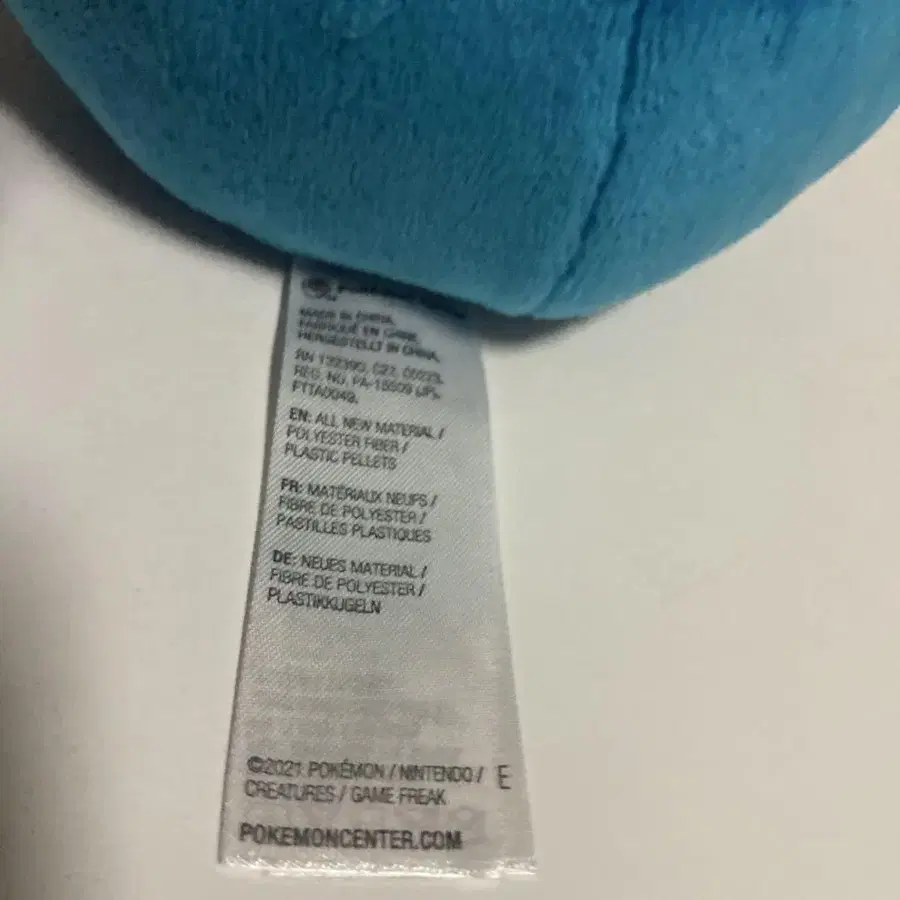 MADE IN CHINA,
FABRIQUÉ EN CHINE,
HERGESTELLT IN CHINA,
RN 132390, C27, 00223,
REG. NO. PA-15509 (JP),
EN: ALL NEW MATERIAL /
POLYESTER FIBER /
PLASTIC PELLETS
FR: MATÉRIAUX NEUFS /
FIBRE DE POLYESTER /
PASTILLES PLASTIQUES
DE: NEUES MATERIAL /
FIBRE DE POLYESTER /
PLASTIKKUGELN
©2021 POKÉMON / NINTENDO / E
CREATURES / GAME FREAK
POKEMONCENTER.COM